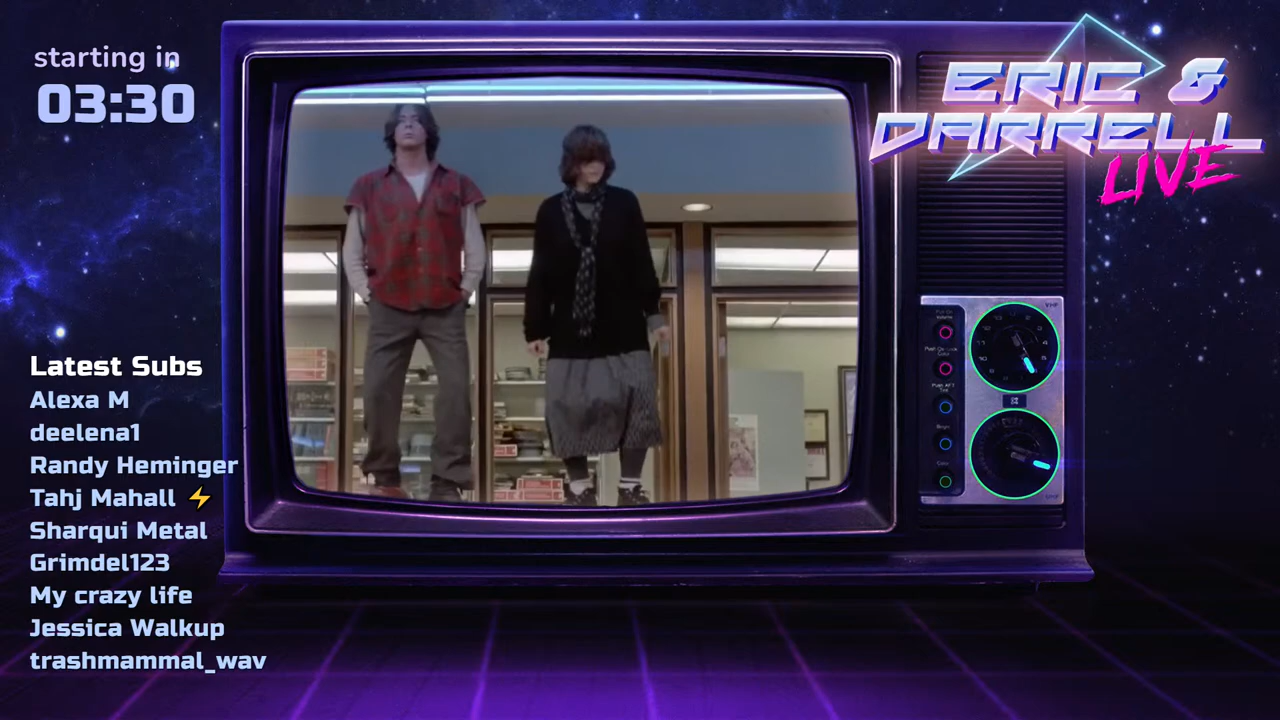 starting in
03:30
ERIC &
DARRELL
LIVE
Latest Subs
Alexa M
deelena1
Randy Heminger
Tahj Mahall ⚡
Sharqui Metal
Grimdel123
My crazy life
Jessica Walkup
trashmammal_wav
VHF